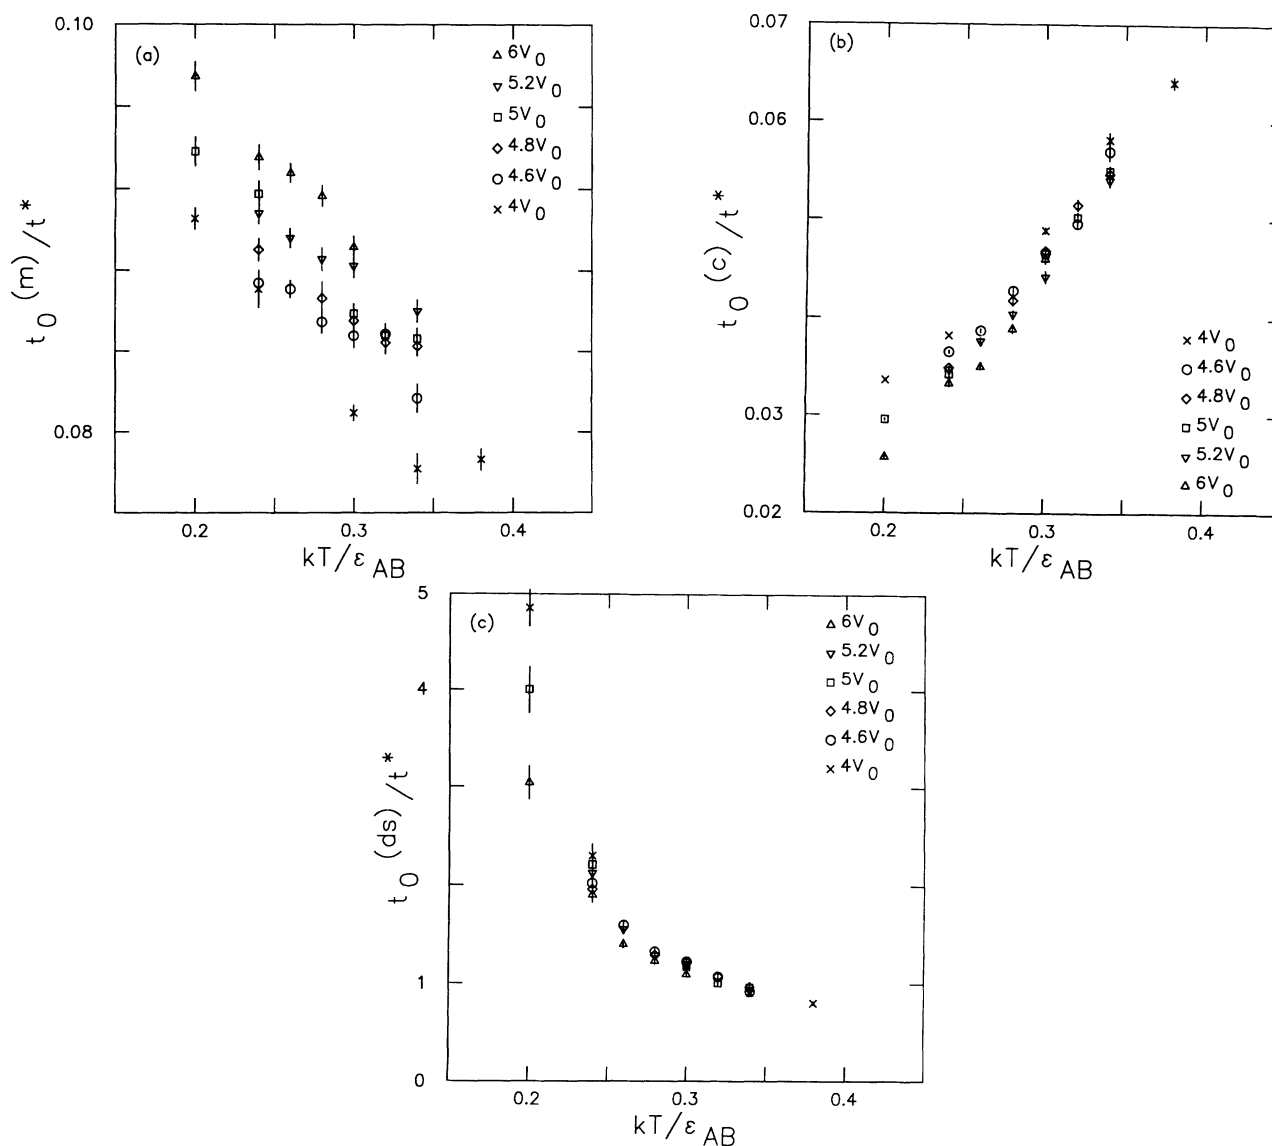 0.10
(a)
△ 6V0
▽ 5.2V0
□ 5V0
◇ 4.8V0
○ 4.6V0
× 4V0
t0(m)/t*
0.08
0.2 0.3 0.4
kT/εAB
0.07
(b)
0.06
t0(c)/t*
× 4V0
○ 4.6V0
◇ 4.8V0
□ 5V0
▽ 5.2V0
△ 6V0
0.03
0.02
0.2 0.3 0.4
kT/εAB
5
(c)
△ 6V0
▽ 5.2V0
□ 5V0
◇ 4.8V0
○ 4.6V0
× 4V0
4
t0(ds)/t*
1
0
0.2 0.3 0.4
kT/εAB